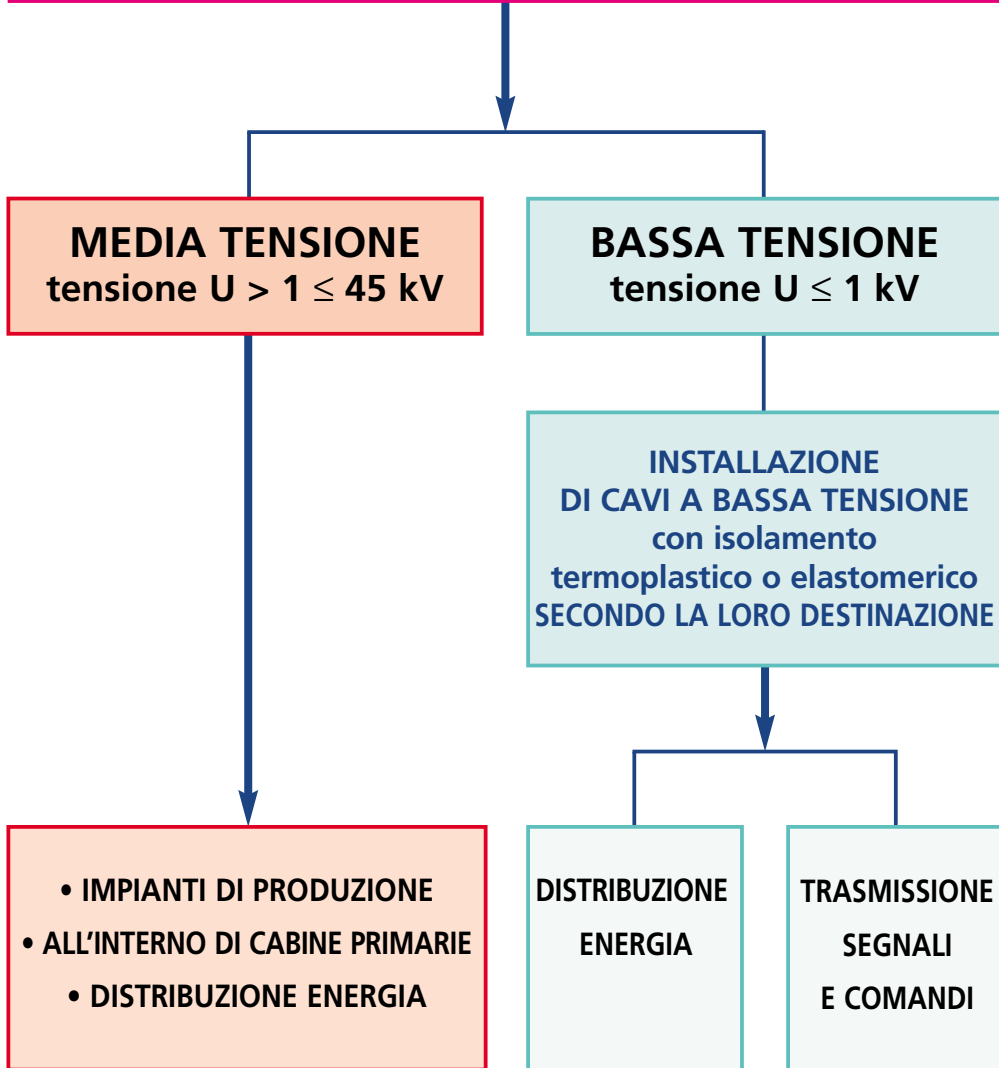 MEDIA TENSIONE
tensione U > 1 ≤ 45 kV
BASSA TENSIONE
tensione U ≤ 1 kV
INSTALLAZIONE
DI CAVI A BASSA TENSIONE
con isolamento
termoplastico o elastomerico
SECONDO LA LORO DESTINAZIONE
• IMPIANTI DI PRODUZIONE
• ALL’INTERNO DI CABINE PRIMARIE
• DISTRIBUZIONE ENERGIA
DISTRIBUZIONE
ENERGIA
TRASMISSIONE
SEGNALI
E COMANDI